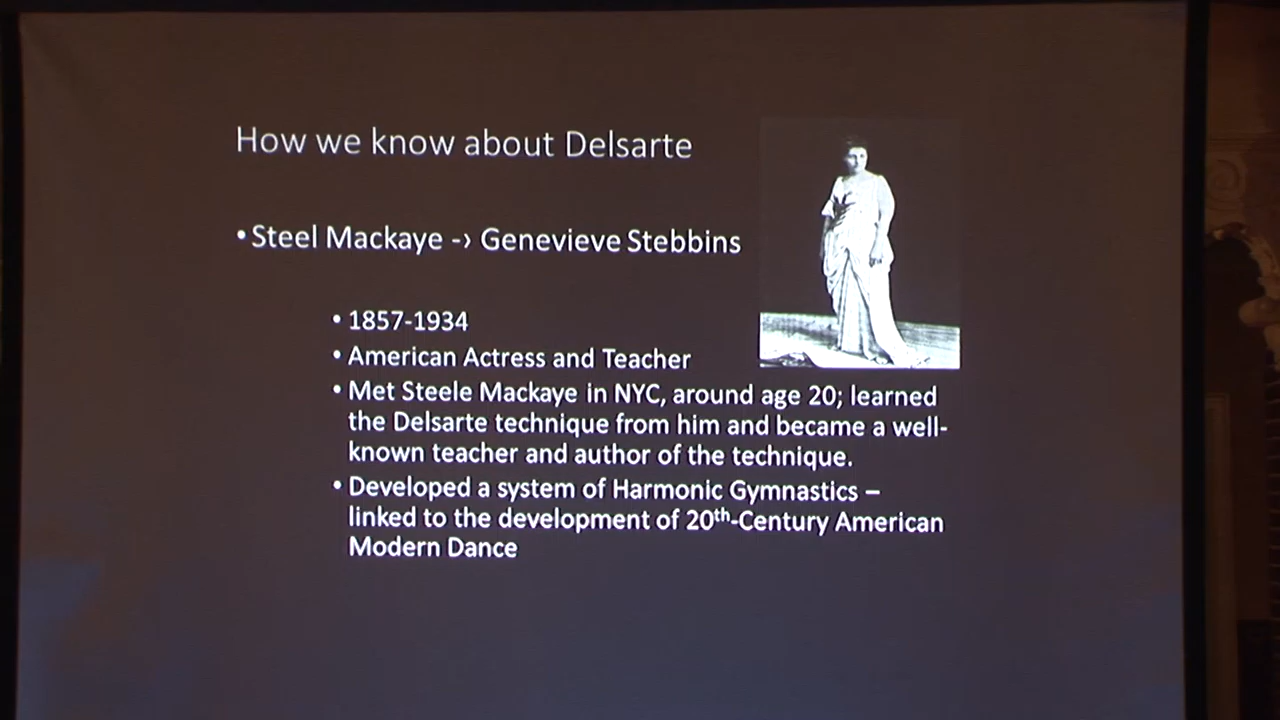 How we know about Delsarte
• Steel Mackaye -› Genevieve Stebbins
• 1857-1934
• American Actress and Teacher
• Met Steele Mackaye in NYC, around age 20; learned
the Delsarte technique from him and became a well-
known teacher and author of the technique.
• Developed a system of Harmonic Gymnastics –
linked to the development of 20th-Century American
Modern Dance